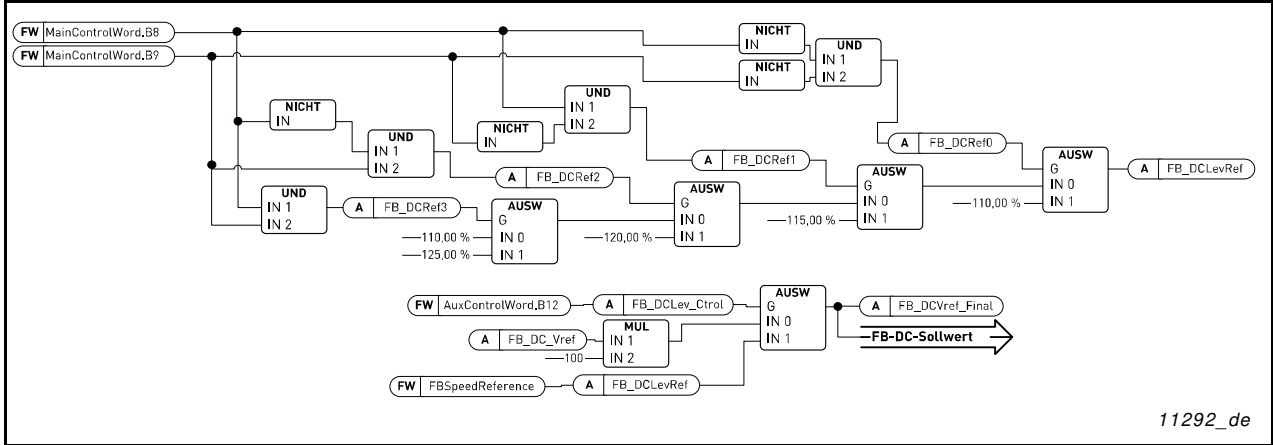 FW MainControlWord.B8
FW MainControlWord.B9
NICHT
IN
NICHT
IN
UND
IN 1
IN 2
NICHT
IN
UND
IN 1
IN 2
NICHT
IN
UND
IN 1
IN 2
UND
IN 1
IN 2
A FB_DCRef3
A FB_DCRef2
A FB_DCRef1
A FB_DCRef0
AUSW
G
IN 0
IN 1
110,00 %
125,00 %
AUSW
G
IN 0
IN 1
120,00 %
AUSW
G
IN 0
IN 1
115,00 %
AUSW
G
IN 0
IN 1
110,00 %
A FB_DCLevRef
FW AuxControlWord.B12
A FB_DCLev_Ctrol
A FB_DC_Vref
100
MUL
IN 1
IN 2
FW FBSpeedReference
A FB_DCLevRef
AUSW
G
IN 0
IN 1
A FB_DCVref_Final
FB-DC-Sollwert
11292_de